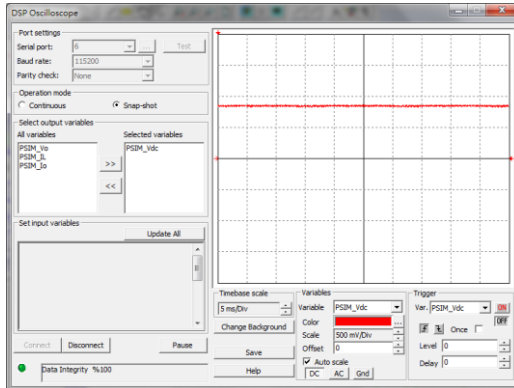 DSP Oscilloscope
Port settings
Serial port: 6 ... Test
Baud rate: 115200
Parity check: None
Operation mode
Continuous Snap-shot
Select output variables
All variables Selected variables
PSIM_Vo PSIM_Vdc
PSIM_IL
PSIM_Io
>>
<<
Set input variables
Update All
Connect Disconnect Pause
Data Integrity %100
Timebase scale
5 ms/Div
Change Background
Save
Help
Variables
Variable PSIM_Vdc
Color ...
Scale 500 mV/Div
Offset 0
Auto scale
DC AC Gnd
Trigger
Var. PSIM_Vdc ON
OFF
Once
Level 0
Delay 0